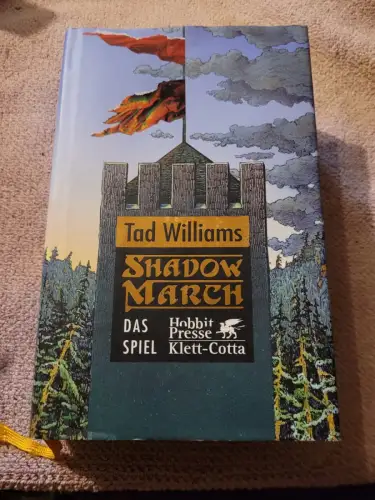 Tad Williams
SHADOW
MARCH
DAS
SPIEL
Hobbit
Presse
Klett-Cotta